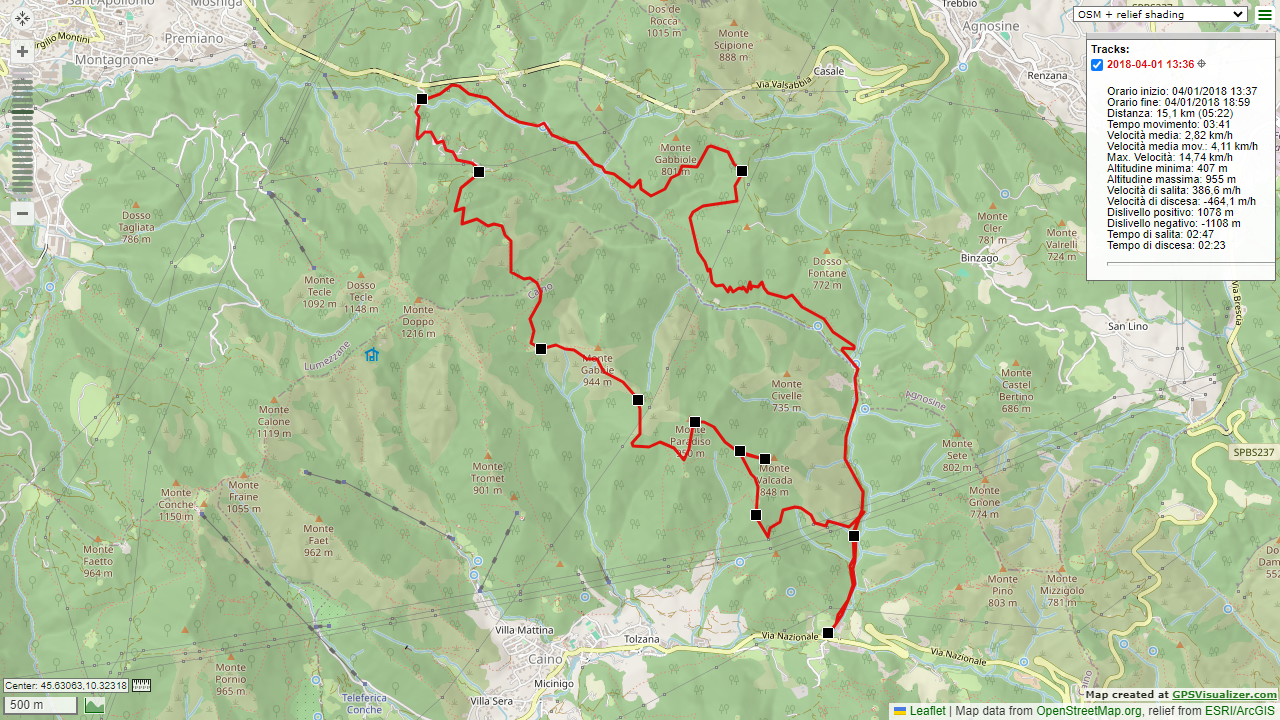 Sant'Apollonio
Mosniga
Premiano
Virgilio Montini
Montagnone
Dos de
Rocca
1015 m
Monte
Scipione
888 m
Via Valsabbia
Casale
Trebbio
SPBS237
Agnosine
Renzana
OSM + relief shading
Tracks:
2018-04-01 13:36
Orario inizio: 04/01/2018 13:37
Orario fine: 04/01/2018 18:59
Distanza: 15,1 km (05:22)
Tempo movimento: 03:41
Velocità media: 2,82 km/h
Velocità media mov.: 4,11 km/h
Max. Velocità: 14,74 km/h
Altitudine minima: 407 m
Altitudine massima: 955 m
Velocità di salita: 386,6 m/h
Velocità di discesa: -464,1 m/h
Dislivello positivo: 1078 m
Dislivello negativo: -1108 m
Tempo di salita: 02:47
Tempo di discesa: 02:23
Monte
Gabbiole
801 m
Dosso
Tagliata
786 m
Monte
Cler
781 m
Monte
Valrelli
724 m
Binzago
Dosso
Fontane
772 m
Monte
Tecle
1092 m
Dosso
Tecle
1148 m
Monte
Doppo
1216 m
Caino
Lumezzane
Via Brescia
San Lino
Monte
Gabbie
944 m
Monte
Civelle
735 m
Monte
Castel
Bertino
686 m
Agnosine
Monte
Calone
1119 m
Monte
Paradiso
Monte
Sete
802 m
SPBS237
Monte
Valcada
848 m
Monte
Tromet
901 m
Monte
Conche
1150 m
Monte
Fraine
1055 m
Monte
Grione
774 m
Monte
Faet
962 m
Monte
Faetto
964 m
Monte
Pino
803 m
Monte
Mizzigolo
781 m
Villa Mattina
Tolzana
Via Nazionale
Via Nazionale
Caino
Micinigo
Villa Sera
Monte
Pornio
965 m
Teleferica
Conche
Center: 45.63063,10.32318
500 m
Map created at GPSVisualizer.com
Leaflet | Map data from OpenStreetMap.org, relief from ESRI/ArcGIS